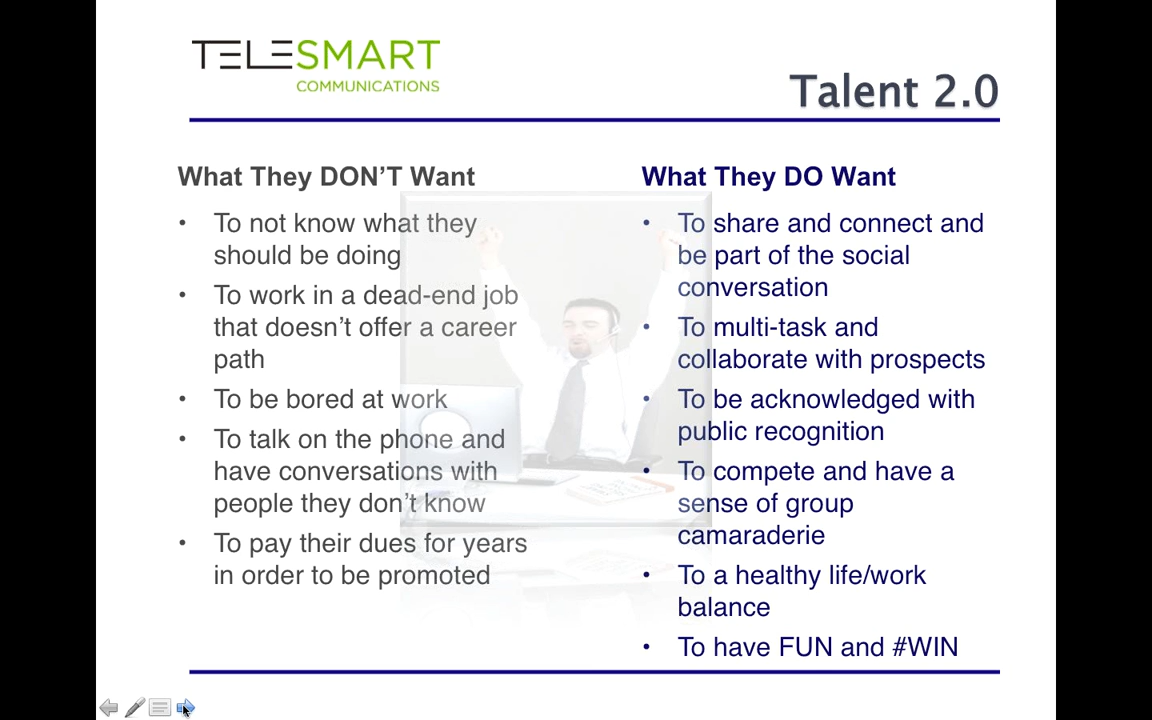 TELESMART
COMMUNICATIONS
Talent 2.0
What They DON'T Want
• To not know what they
should be doing
• To work in a dead-end job
that doesn't offer a career
path
• To be bored at work
• To talk on the phone and
have conversations with
people they don't know
• To pay their dues for years
in order to be promoted
What They DO Want
• To share and connect and
be part of the social
conversation
• To multi-task and
collaborate with prospects
• To be acknowledged with
public recognition
• To compete and have a
sense of group
camaraderie
• To a healthy life/work
balance
• To have FUN and #WIN